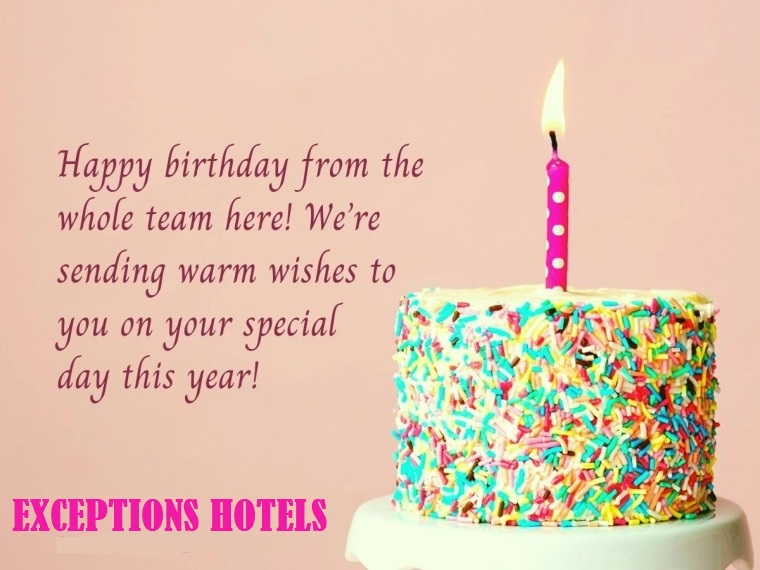 Happy birthday from the
whole team here! We're
sending warm wishes to
you on your special
day this year!
EXCEPTIONS HOTELS